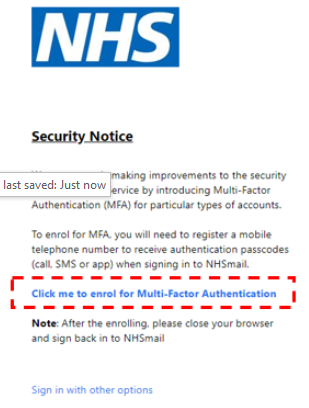 NHS
Security Notice
making improvements to the security
last saved: Just now
ervice by introducing Multi-Factor
Authentication (MFA) for particular types of accounts.
To enrol for MFA, you will need to register a mobile
telephone number to receive authentication passcodes
(call, SMS or app) when signing in to NHSmail.
Click me to enrol for Multi-Factor Authentication
Note: After the enrolling, please close your browser
and sign back in to NHSmail
Sign in with other options